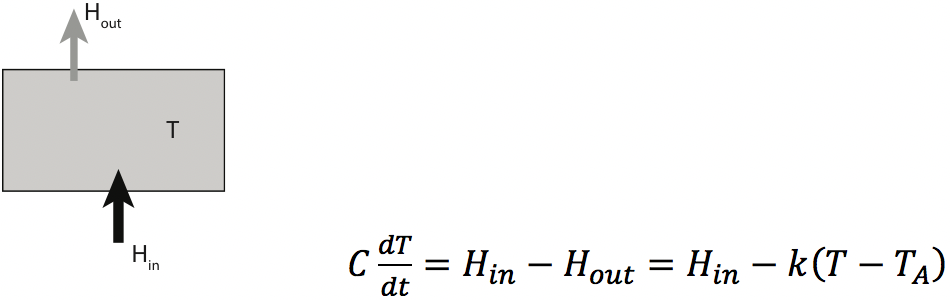 H_out
T
H_in
C dT/dt = H_in − H_out = H_in − k(T − T_A)